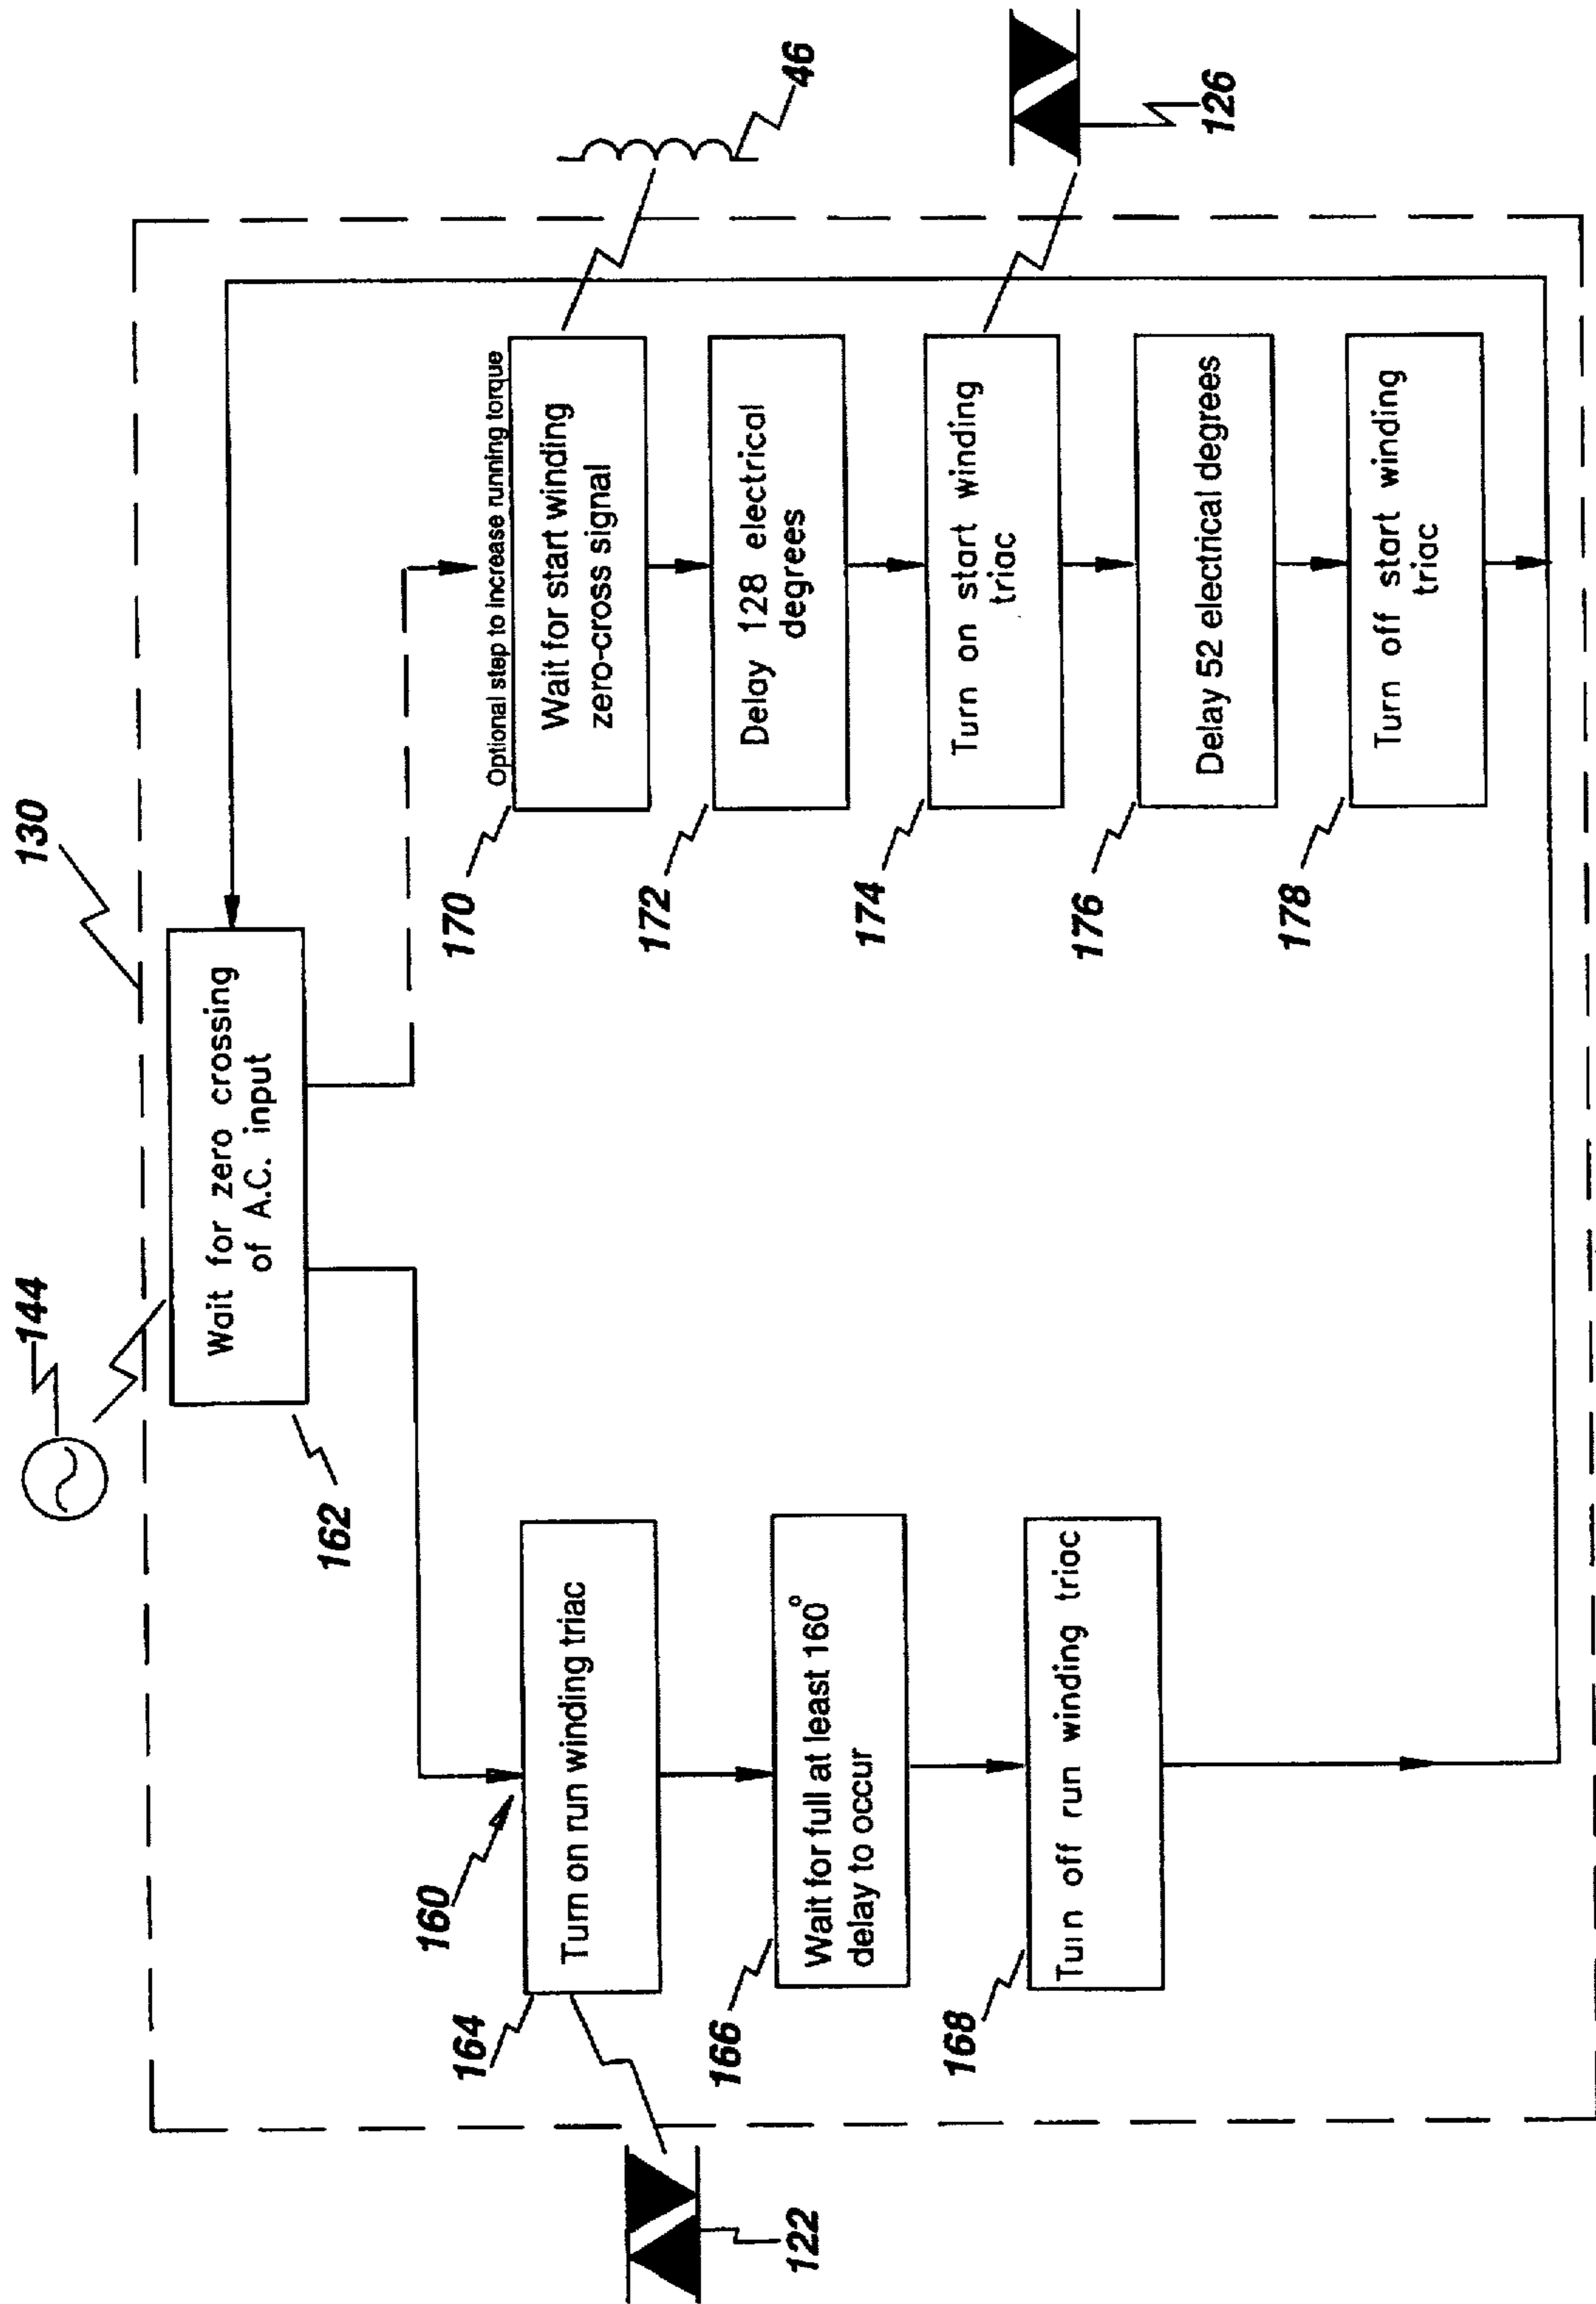 144
130
Wait for zero crossing
of A.C. input
162
160
164
Turn on run winding triac
122
166
Wait for full at least 160°
delay to occur
168
Turn off run winding trioc
Optional step to increase running torque
170
Wait for start winding
zero-cross signal
46
172
Delay 128 electrical
degrees
174
Turn on start winding
triac
126
176
Delay 52 electrical degrees
178
Turn off start winding
triac